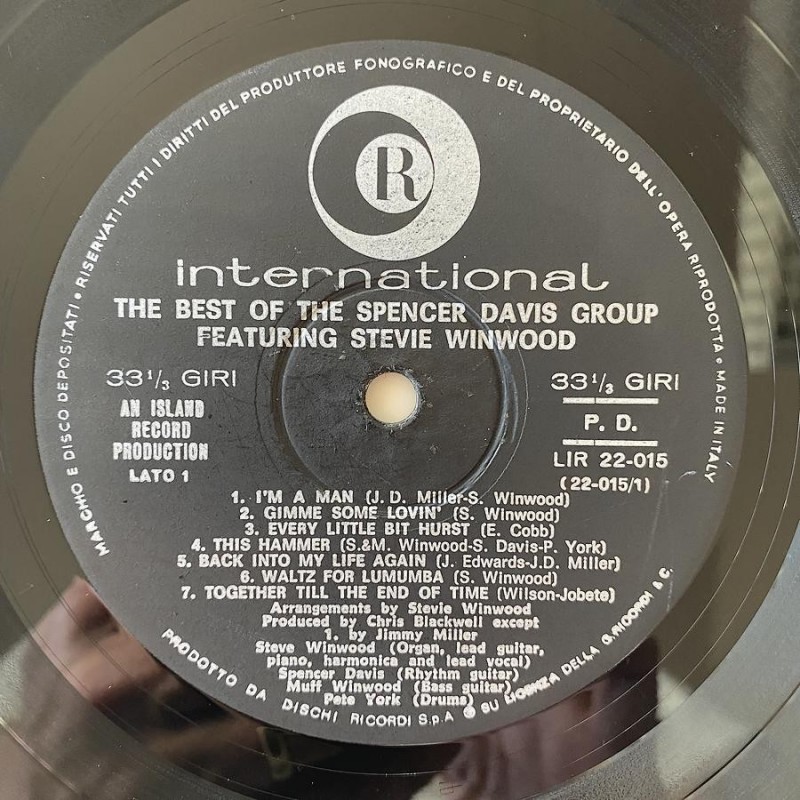 MARCHIO E DISCO DEPOSITATI • RISERVATI TUTTI I DIRITTI DEL PRODUTTORE FONOGRAFICO E DEL PROPRIETARIO DELL'OPERA RIPRODOTTA • MADE IN ITALY
R
international
THE BEST OF THE SPENCER DAVIS GROUP
FEATURING STEVIE WINWOOD
33 1/3 GIRI
33 1/3 GIRI
AN ISLAND
RECORD
PRODUCTION
LATO 1
P. D.
LIR 22-015
(22-015/1)
1. I'M A MAN (J. D. Miller-S. Winwood)
2. GIMME SOME LOVIN' (S. Winwood)
3. EVERY LITTLE BIT HURST (E. Cobb)
4. THIS HAMMER (S.&M. Winwood-S. Davis-P. York)
5. BACK INTO MY LIFE AGAIN (J. Edwards-J.D. Miller)
6. WALTZ FOR LUMUMBA (S. Winwood)
7. TOGETHER TILL THE END OF TIME (Wilson-Jobete)
Arrangements by Stevie Winwood
Produced by Chris Blackwell except
1. by Jimmy Miller
Steve Winwood (Organ, lead guitar,
piano, harmonica and lead vocal)
Spencer Davis (Rhythm guitar)
Muff Winwood (Bass guitar)
Pete York (Drums)
PRODOTTO DA DISCHI RICORDI S.p.A • SU LICENZA DELLA G. RICORDI & C.